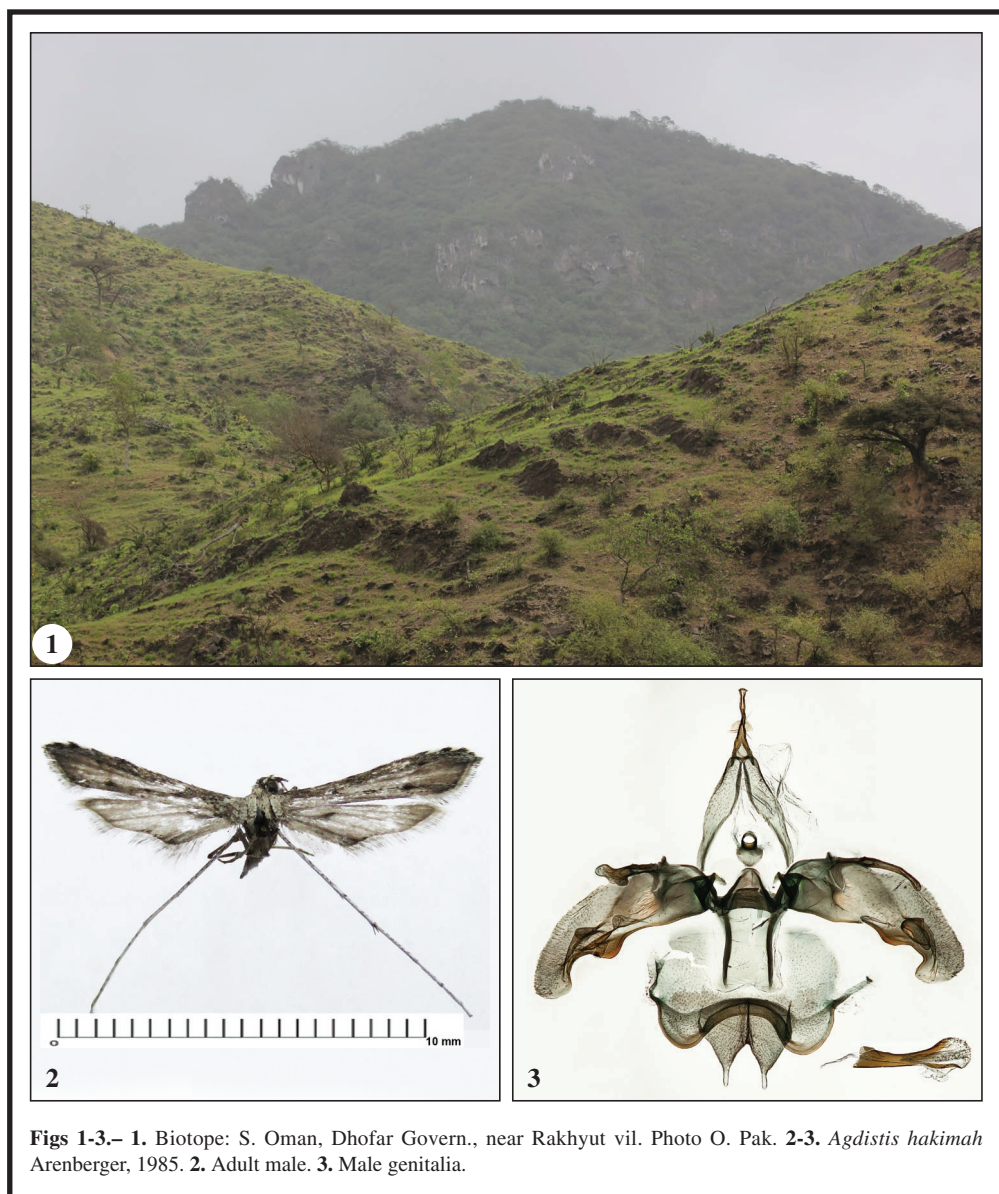 1
0
10 mm
2
3
Figs 1-3.– 1. Biotope: S. Oman, Dhofar Govern., near Rakhyut vil. Photo O. Pak. 2-3. Agdistis hakimah
Arenberger, 1985. 2. Adult male. 3. Male genitalia.